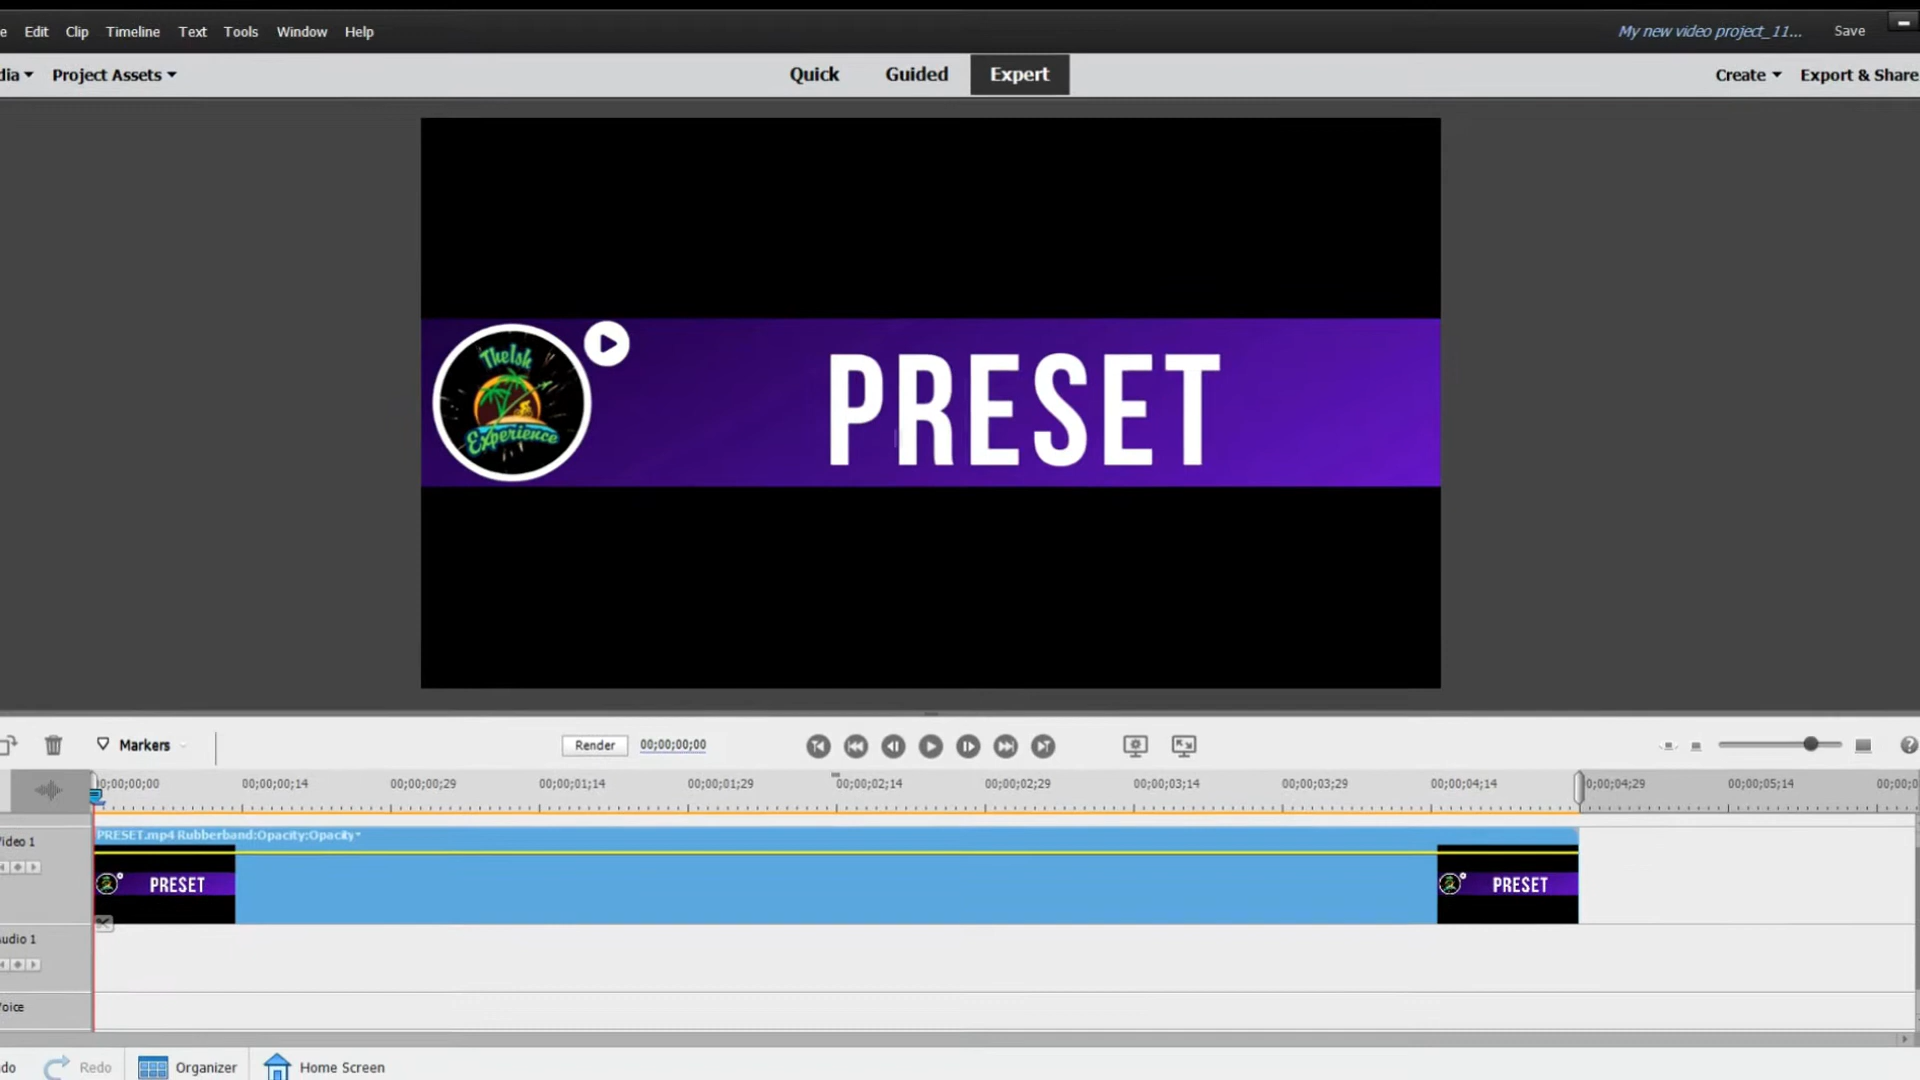 e Edit Clip Timeline Text Tools Window Help My new video project_11... Save
dia Project Assets Quick Guided Expert Create Export & Share
TheIsh
Experience
PRESET
Markers Render 00;00;00;00
00;00;00;00 00;00;00;14 00;00;00;29 00;00;01;14 00;00;01;29 00;00;02;14 00;00;02;29 00;00;03;14 00;00;03;29 00;00;04;14 00;00;04;29 00;00;05;14 00;00;0
Video 1
PRESET.mp4 Rubberband:Opacity:Opacity
PRESET PRESET
Audio 1
Voice
do Redo Organizer Home Screen